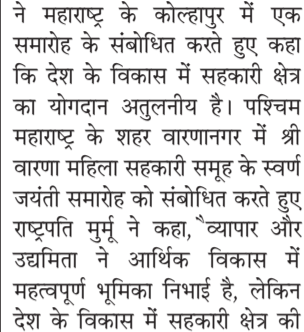 ने महाराष्ट्र के कोल्हापुर में एक
समारोह के संबोधित करते हुए कहा
कि देश के विकास में सहकारी क्षेत्र
का योगदान अतुलनीय है। पश्चिम
महाराष्ट्र के शहर वारणानगर में श्री
वारणा महिला सहकारी समूह के स्वर्ण
जयंती समारोह को संबोधित करते हुए
राष्ट्रपति मुर्मू ने कहा, "व्यापार और
उद्यमिता ने आर्थिक विकास में
महत्वपूर्ण भूमिका निभाई है, लेकिन
देश के विकास में सहकारी क्षेत्र की